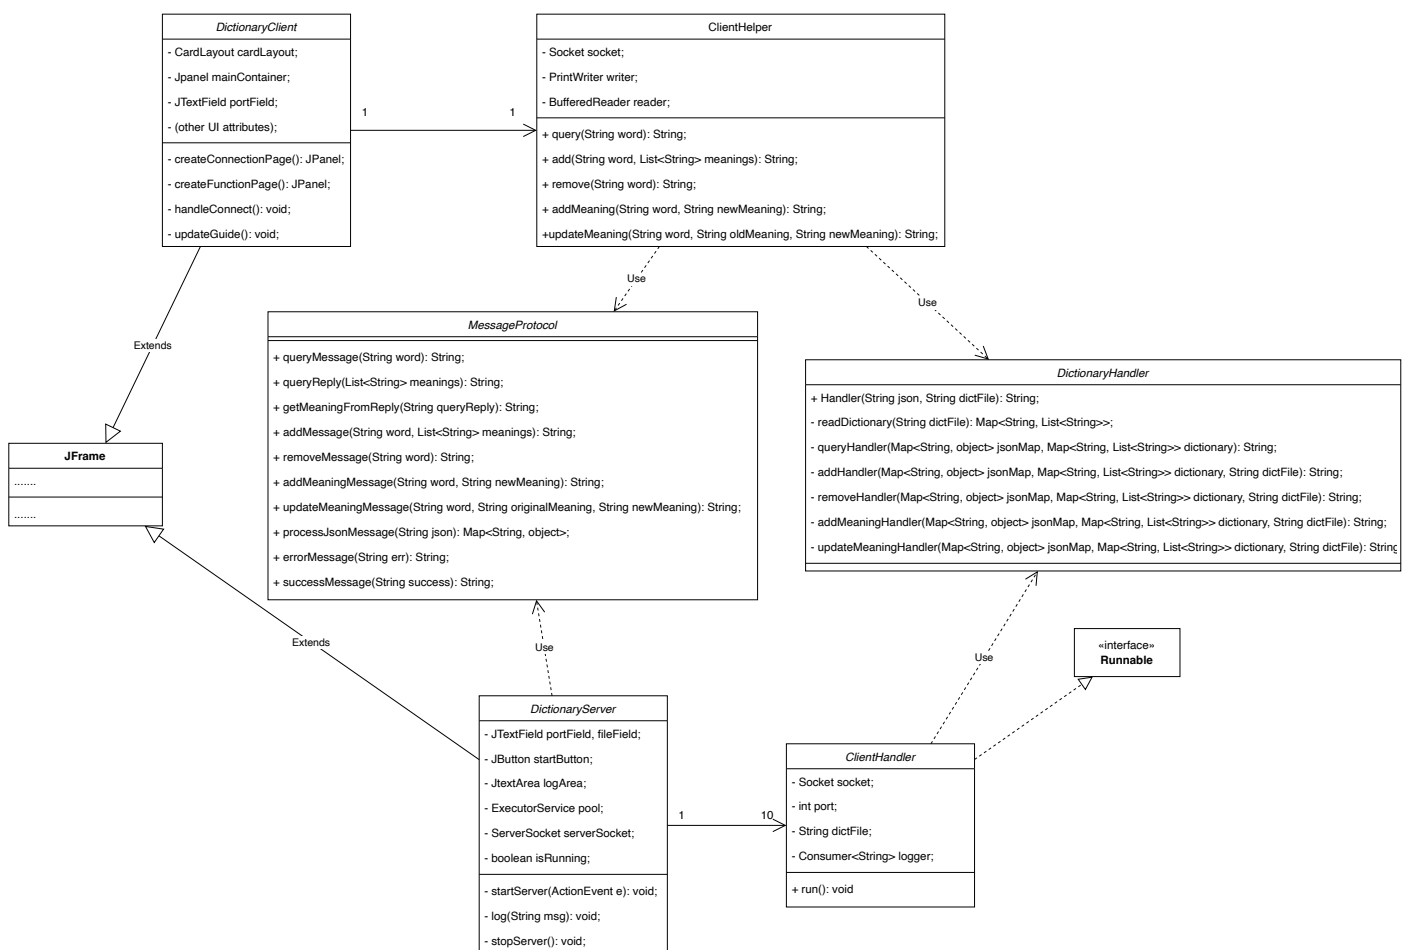 DictionaryClient
- CardLayout cardLayout;
- Jpanel mainContainer;
- JTextField portField;
- (other UI attributes);
- createConnectionPage(): JPanel;
- createFunctionPage(): JPanel;
- handleConnect(): void;
- updateGuide(): void;
1
1
ClientHelper
- Socket socket;
- PrintWriter writer;
- BufferedReader reader;
+ query(String word): String;
+ add(String word, List<String> meanings): String;
+ remove(String word): String;
+ addMeaning(String word, String newMeaning): String;
+updateMeaning(String word, String oldMeaning, String newMeaning): String;
Use
Use
Extends
MessageProtocol
+ queryMessage(String word): String;
+ queryReply(List<String> meanings): String;
+ getMeaningFromReply(String queryReply): String;
+ addMessage(String word, List<String> meanings): String;
+ removeMessage(String word): String;
+ addMeaningMessage(String word, String newMeaning): String;
+ updateMeaningMessage(String word, String originalMeaning, String newMeaning): String;
+ processJsonMessage(String json): Map<String, object>;
+ errorMessage(String err): String;
+ successMessage(String success): String;
DictionaryHandler
+ Handler(String json, String dictFile): String;
- readDictionary(String dictFile): Map<String, List<String>>;
- queryHandler(Map<String, object> jsonMap, Map<String, List<String>> dictionary): String;
- addHandler(Map<String, object> jsonMap, Map<String, List<String>> dictionary, String dictFile): String;
- removeHandler(Map<String, object> jsonMap, Map<String, List<String>> dictionary, String dictFile): String;
- addMeaningHandler(Map<String, object> jsonMap, Map<String, List<String>> dictionary, String dictFile): String;
- updateMeaningHandler(Map<String, object> jsonMap, Map<String, List<String>> dictionary, String dictFile): String
JFrame
.......
.......
Extends
Use
Use
«interface»
Runnable
DictionaryServer
- JTextField portField, fileField;
- JButton startButton;
- JtextArea logArea;
- ExecutorService pool;
- ServerSocket serverSocket;
- boolean isRunning;
- startServer(ActionEvent e): void;
- log(String msg): void;
- stopServer(): void;
1
10
ClientHandler
- Socket socket;
- int port;
- String dictFile;
- Consumer<String> logger;
+ run(): void